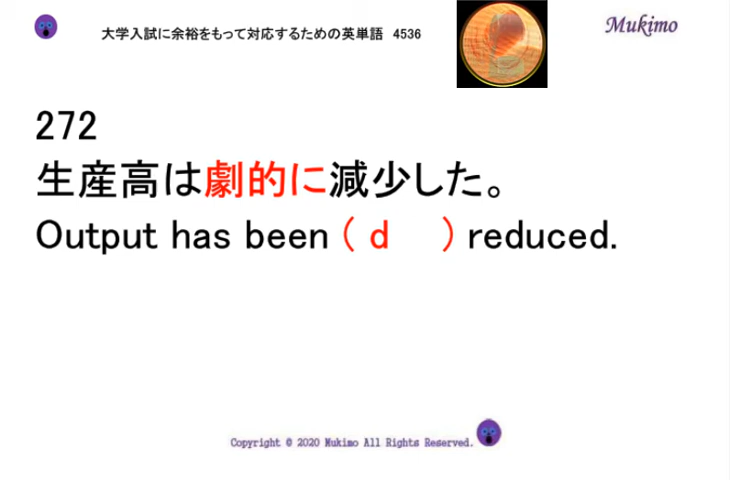 大学入試に余裕をもって対応するための英単語 4536
Mukimo
272
生産高は劇的に減少した。
Output has been ( d ) reduced.
Copyright © 2020 Mukimo All Rights Reserved.